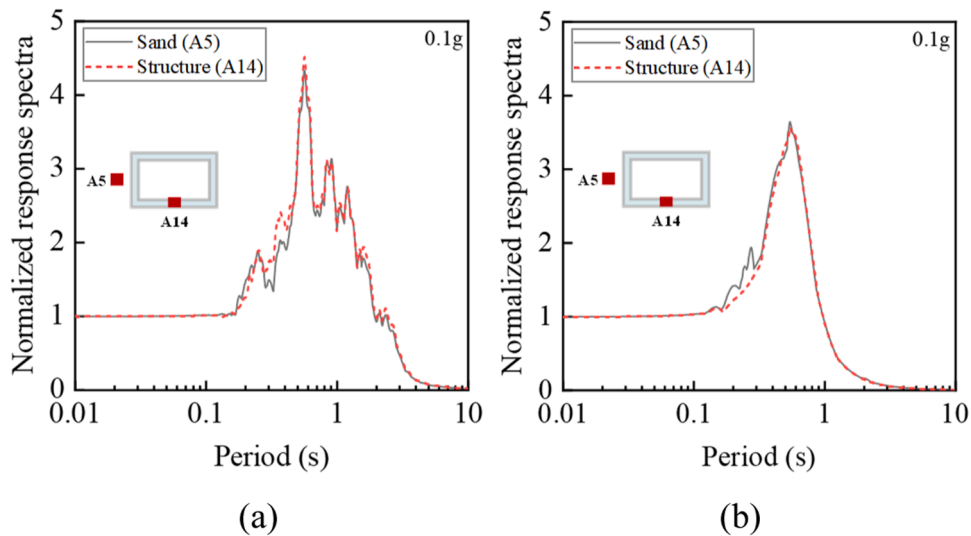 Normalized response spectra
5
4
3
2
1
0
Sand (A5)
Structure (A14)
0.1g
A5
A14
0.01
0.1
1
10
Period (s)
(a)
Normalized response spectra
5
4
3
2
1
0
Sand (A5)
Structure (A14)
0.1g
A5
A14
0.01
0.1
1
10
Period (s)
(b)